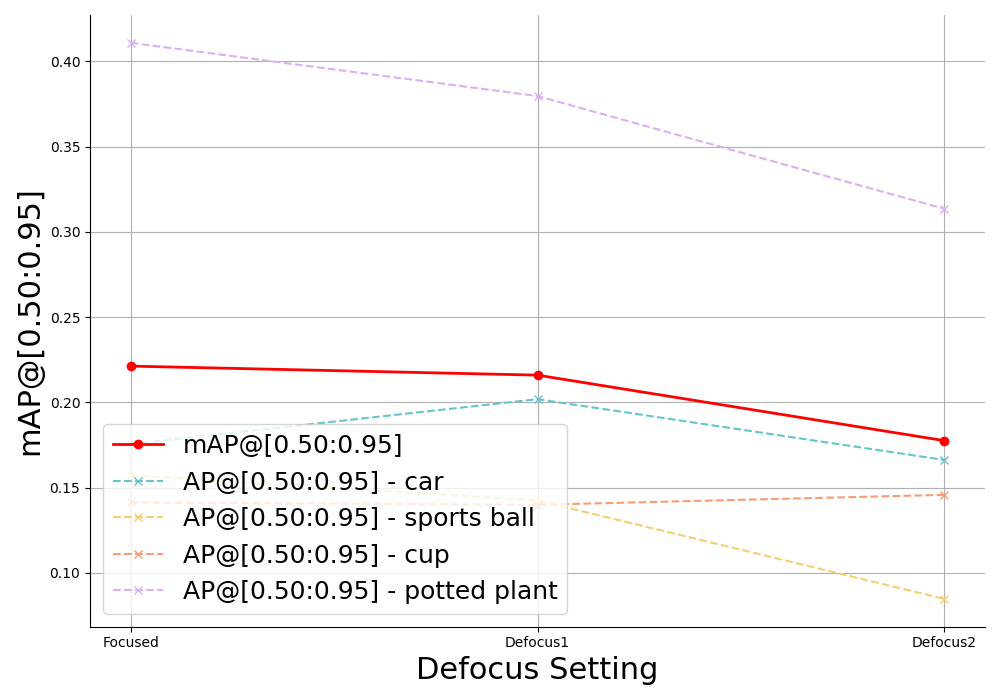 mAP@[0.50:0.95]
0.40
0.35
0.30
0.25
0.20
0.15
0.10
mAP@[0.50:0.95]
AP@[0.50:0.95] - car
AP@[0.50:0.95] - sports ball
AP@[0.50:0.95] - cup
AP@[0.50:0.95] - potted plant
Focused Defocus1 Defocus2
Defocus Setting